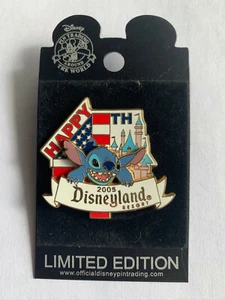 Disney
PIN TRADING
AROUND
THE WORLD
HAPPY
TH
2005
Disneyland
RESORT
LIMITED EDITION
www.officialdisneypintrading.com